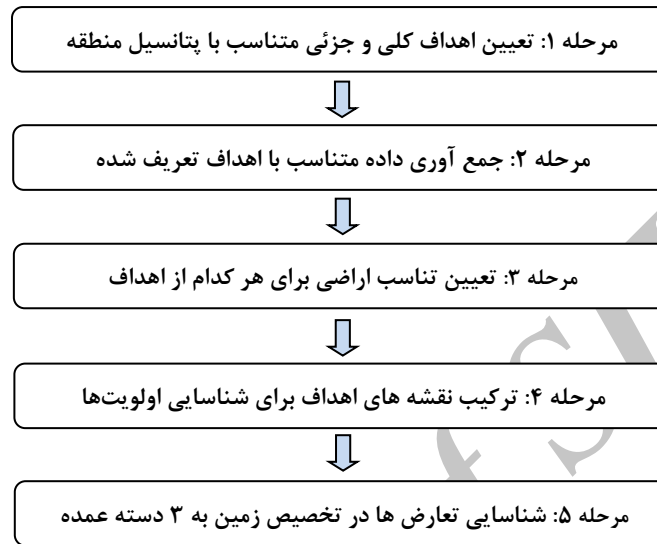 مرحله ۱: تعیین اهداف کلی و جزئی متناسب با پتانسیل منطقه
مرحله ۲: جمع آوری داده متناسب با اهداف تعریف شده
مرحله ۳: تعیین تناسب اراضی برای هر کدام از اهداف
مرحله ۴: ترکیب نقشه های اهداف برای شناسایی اولویت‌ها
مرحله ۵: شناسایی تعارض ها در تخصیص زمین به ۳ دسته عمده